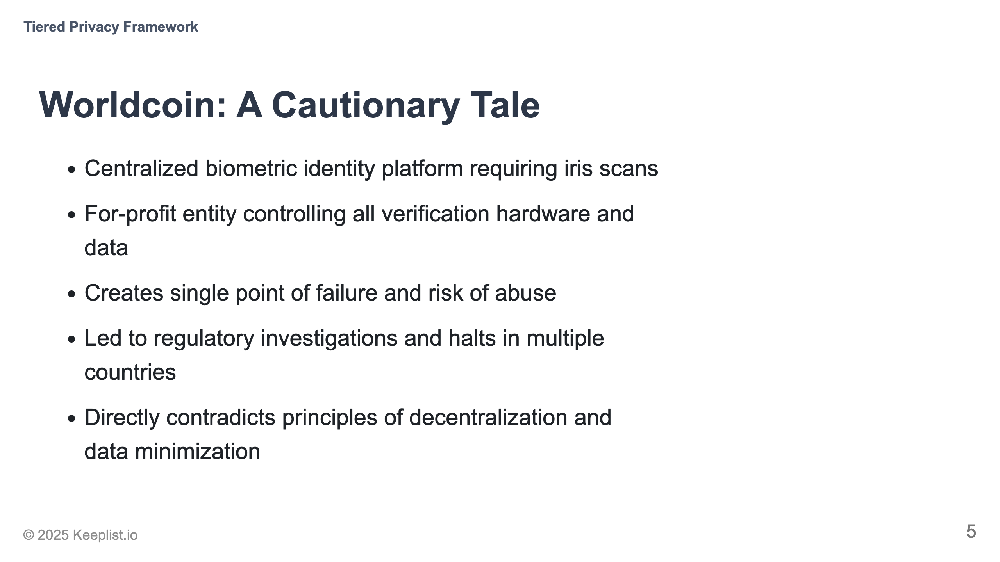 Tiered Privacy Framework
Worldcoin: A Cautionary Tale
• Centralized biometric identity platform requiring iris scans
• For-profit entity controlling all verification hardware and
data
• Creates single point of failure and risk of abuse
• Led to regulatory investigations and halts in multiple
countries
• Directly contradicts principles of decentralization and
data minimization
© 2025 Keeplist.io
5